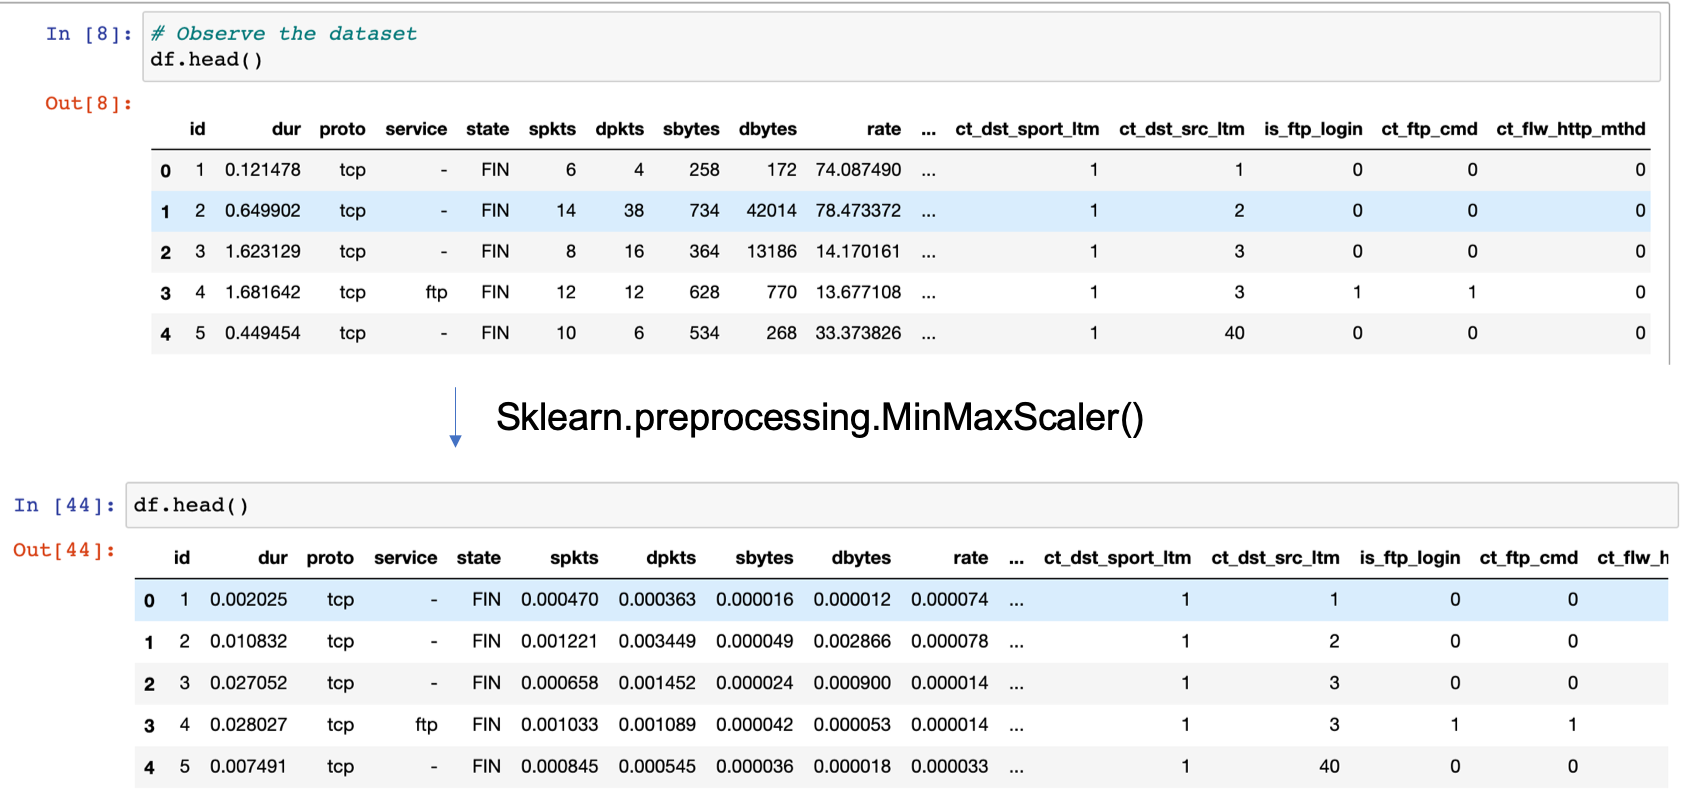 In [8]: # Observe the dataset
df.head()
Out[8]:
id dur proto service state spkts dpkts sbytes dbytes rate ... ct_dst_sport_ltm ct_dst_src_ltm is_ftp_login ct_ftp_cmd ct_flw_http_mthd
0 1 0.121478 tcp - FIN 6 4 258 172 74.087490 ... 1 1 0 0 0
1 2 0.649902 tcp - FIN 14 38 734 42014 78.473372 ... 1 2 0 0 0
2 3 1.623129 tcp - FIN 8 16 364 13186 14.170161 ... 1 3 0 0 0
3 4 1.681642 tcp ftp FIN 12 12 628 770 13.677108 ... 1 3 1 1 0
4 5 0.449454 tcp - FIN 10 6 534 268 33.373826 ... 1 40 0 0 0
Sklearn.preprocessing.MinMaxScaler()
In [44]: df.head()
Out[44]:
id dur proto service state spkts dpkts sbytes dbytes rate ... ct_dst_sport_ltm ct_dst_src_ltm is_ftp_login ct_ftp_cmd ct_flw_h
0 1 0.002025 tcp - FIN 0.000470 0.000363 0.000016 0.000012 0.000074 ... 1 1 0 0
1 2 0.010832 tcp - FIN 0.001221 0.003449 0.000049 0.002866 0.000078 ... 1 2 0 0
2 3 0.027052 tcp - FIN 0.000658 0.001452 0.000024 0.000900 0.000014 ... 1 3 0 0
3 4 0.028027 tcp ftp FIN 0.001033 0.001089 0.000042 0.000053 0.000014 ... 1 3 1 1
4 5 0.007491 tcp - FIN 0.000845 0.000545 0.000036 0.000018 0.000033 ... 1 40 0 0